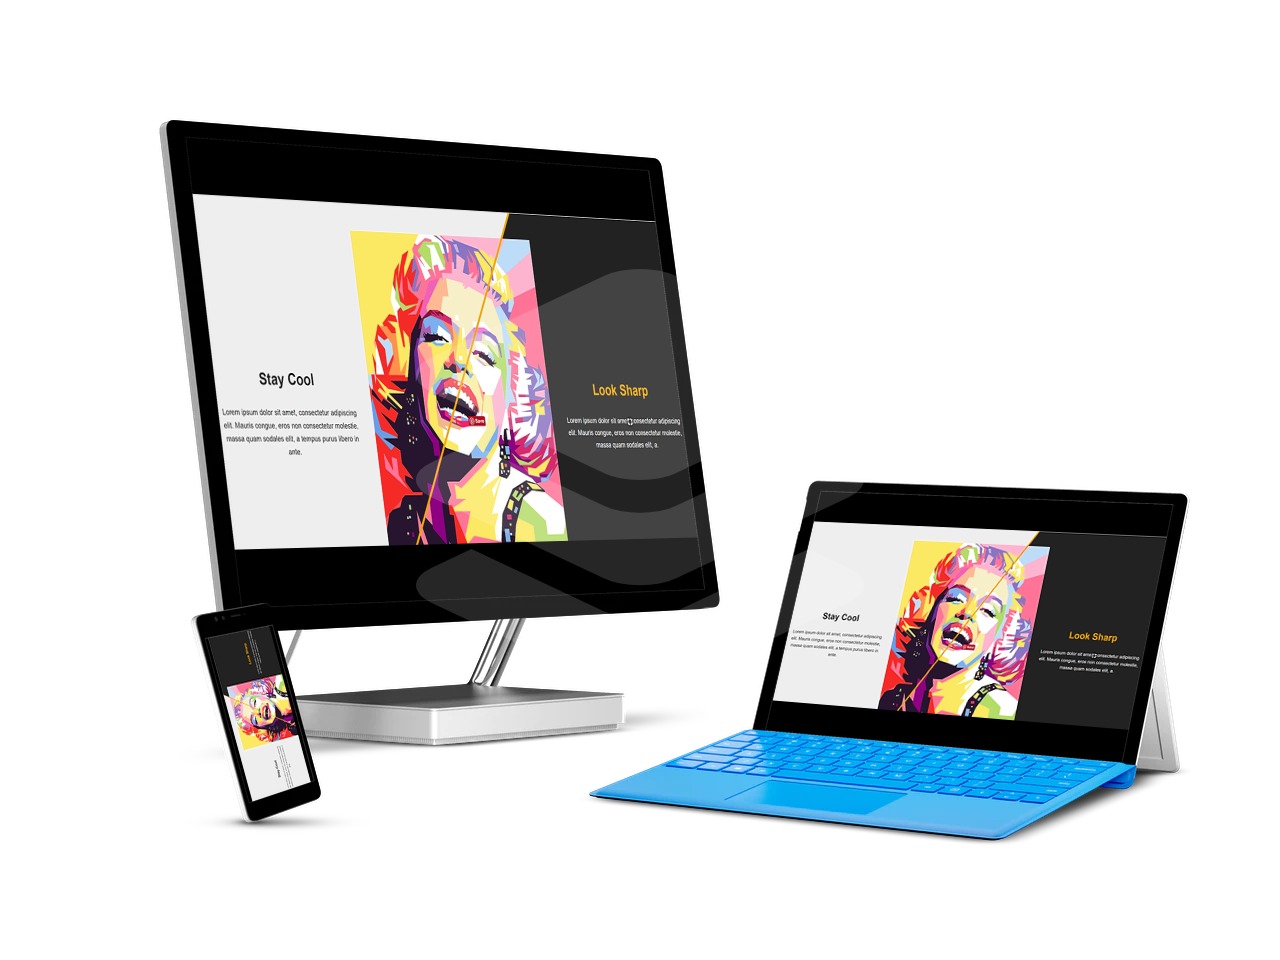 Stay Cool
Lorem ipsum dolor sit amet, consectetur adipiscing
elit. Mauris congue, eros non consectetur molestie,
massa quam sodales elit, a tempus purus libero in
ante.
Save
Look Sharp
Lorem ipsum dolor sit amet, consectetur adipiscing
elit. Mauris congue, eros non consectetur molestie,
massa quam sodales elit, a.
Look Sharp
Stay Cool
Stay Cool
Lorem ipsum dolor sit amet, consectetur adipiscing
elit. Mauris congue, eros non consectetur molestie,
massa quam sodales elit, a tempus purus libero in
ante.
Look Sharp
Lorem ipsum dolor sit amet, consectetur adipiscing
elit. Mauris congue, eros non consectetur molestie,
massa quam sodales elit, a.